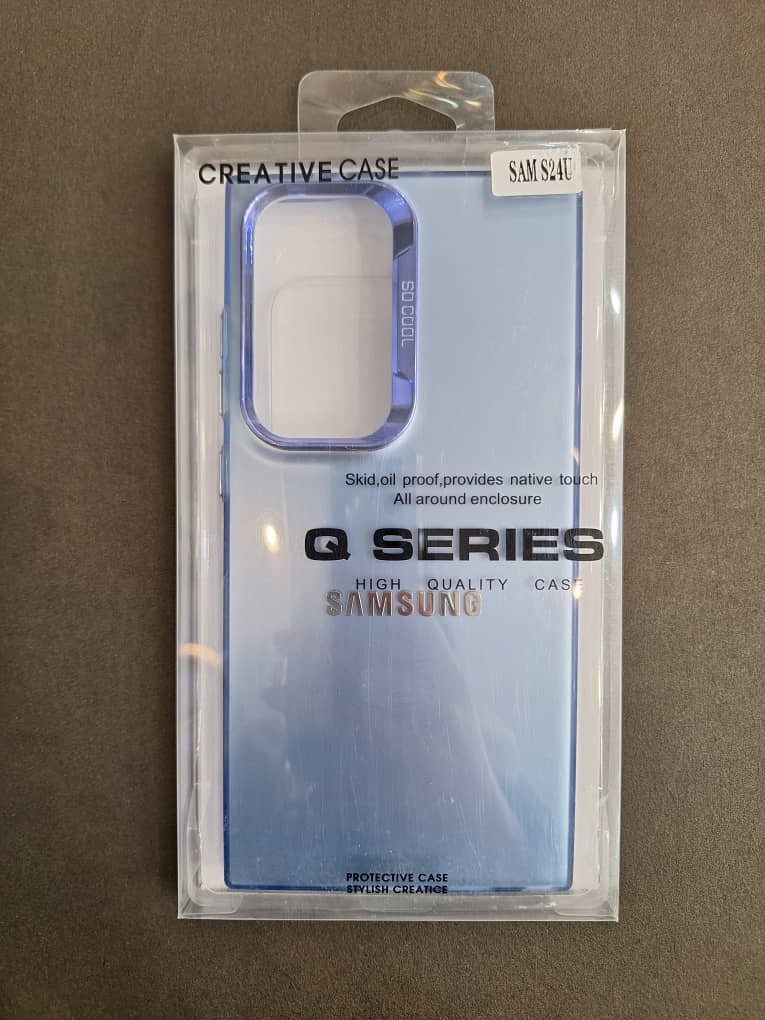 CREATIVE CASE
SAM S24U
SO COOL
Skid,oil proof,provides native touch
All around enclosure
Q SERIES
HIGH QUALITY CASE
SAMSUNG
PROTECTIVE CASE
STYLISH CREATICE